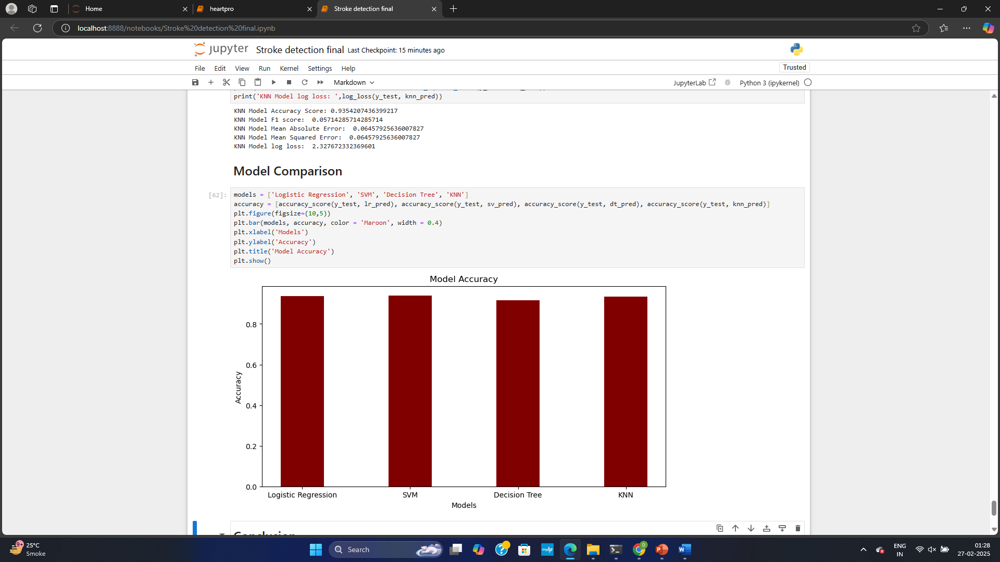 Home
heartpro
Stroke detection final
localhost:8888/notebooks/Stroke%20detection%20final.ipynb
jupyter Stroke detection final Last Checkpoint: 15 minutes ago
File Edit View Run Kernel Settings Help
Trusted
Markdown
JupyterLab
Python 3 (ipykernel)
print('KNN Model log loss: ',log_loss(y_test, knn_pred))
KNN Model Accuracy Score: 0.9354207436399217
KNN Model F1 score:  0.05714285714285714
KNN Model Mean Absolute Error:  0.06457925636007827
KNN Model Mean Squared Error:  0.06457925636007827
KNN Model log loss:  2.327672332369601
Model Comparison
[62]:
models = ['Logistic Regression', 'SVM', 'Decision Tree', 'KNN']
accuracy = [accuracy_score(y_test, lr_pred), accuracy_score(y_test, sv_pred), accuracy_score(y_test, dt_pred), accuracy_score(y_test, knn_pred)]
plt.figure(figsize=(10,5))
plt.bar(models, accuracy, color = 'Maroon', width = 0.4)
plt.xlabel('Models')
plt.ylabel('Accuracy')
plt.title('Model Accuracy')
plt.show()
Model Accuracy
0.8
0.6
0.4
0.2
0.0
Accuracy
Logistic Regression SVM Decision Tree KNN
Models
Conclusion
9+
25°C
Smoke
Search
myhp
D
P
W
ENG
IN
01:28
27-02-2025